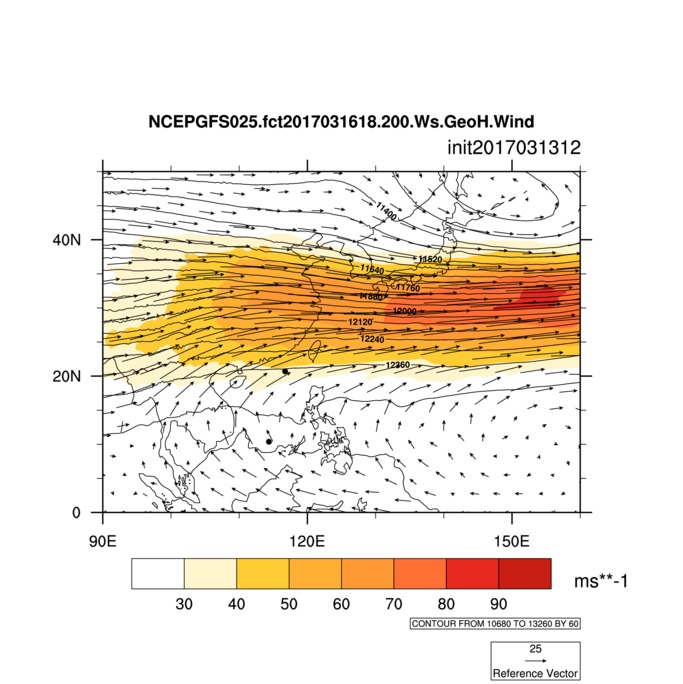 NCEPGFS025.fct2017031618.200.Ws.GeoH.Wind
init2017031312
11400
40N
11520
11640
11760
11880
12000
12120
12240
12360
20N
0
90E 120E 150E
ms**-1
30 40 50 60 70 80 90
CONTOUR FROM 10680 TO 13260 BY 60
25
Reference Vector